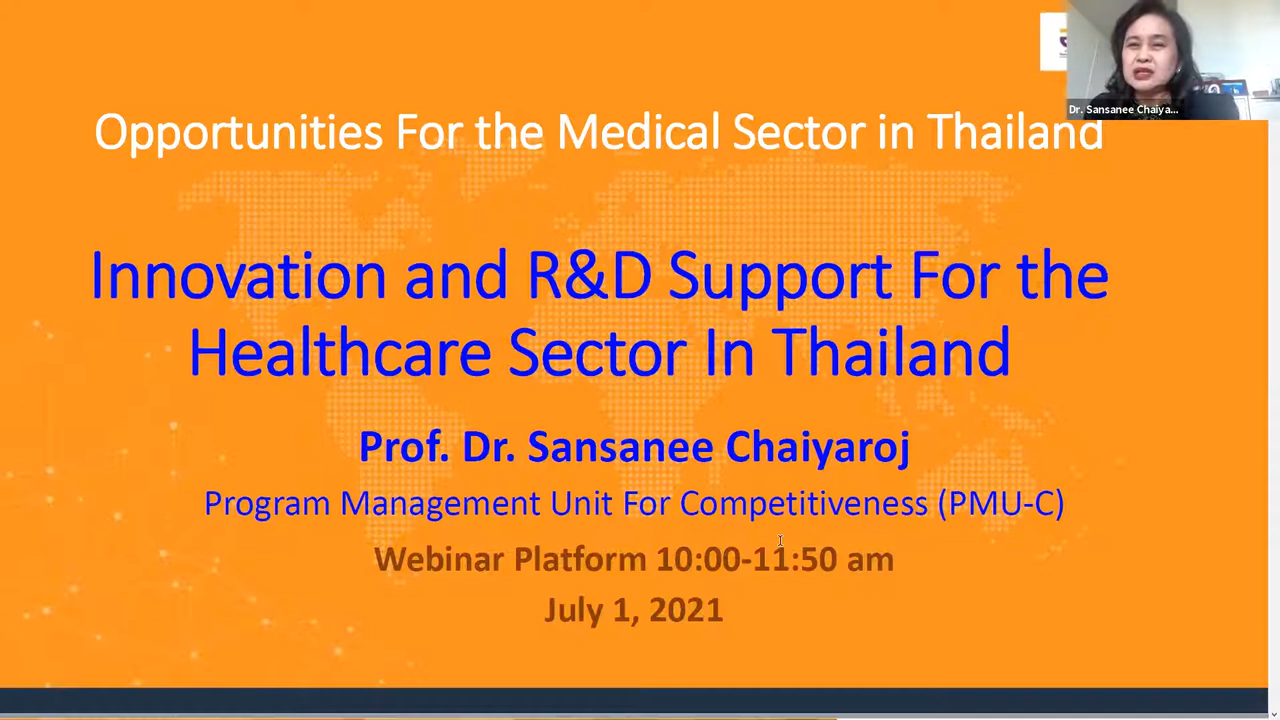 Dr. Sansanee Chaiya...
Opportunities For the Medical Sector in Thailand
Innovation and R&D Support For the
Healthcare Sector In Thailand
Prof. Dr. Sansanee Chaiyaroj
Program Management Unit For Competitiveness (PMU-C)
Webinar Platform 10:00-11:50 am
July 1, 2021